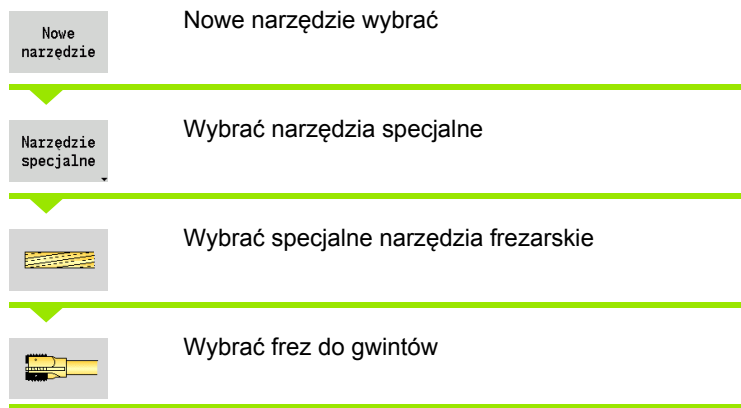 Nowe
narzędzie
Nowe narzędzie wybrać
Narzędzie
specjalne
Wybrać narzędzia specjalne
Wybrać specjalne narzędzia frezarskie
Wybrać frez do gwintów